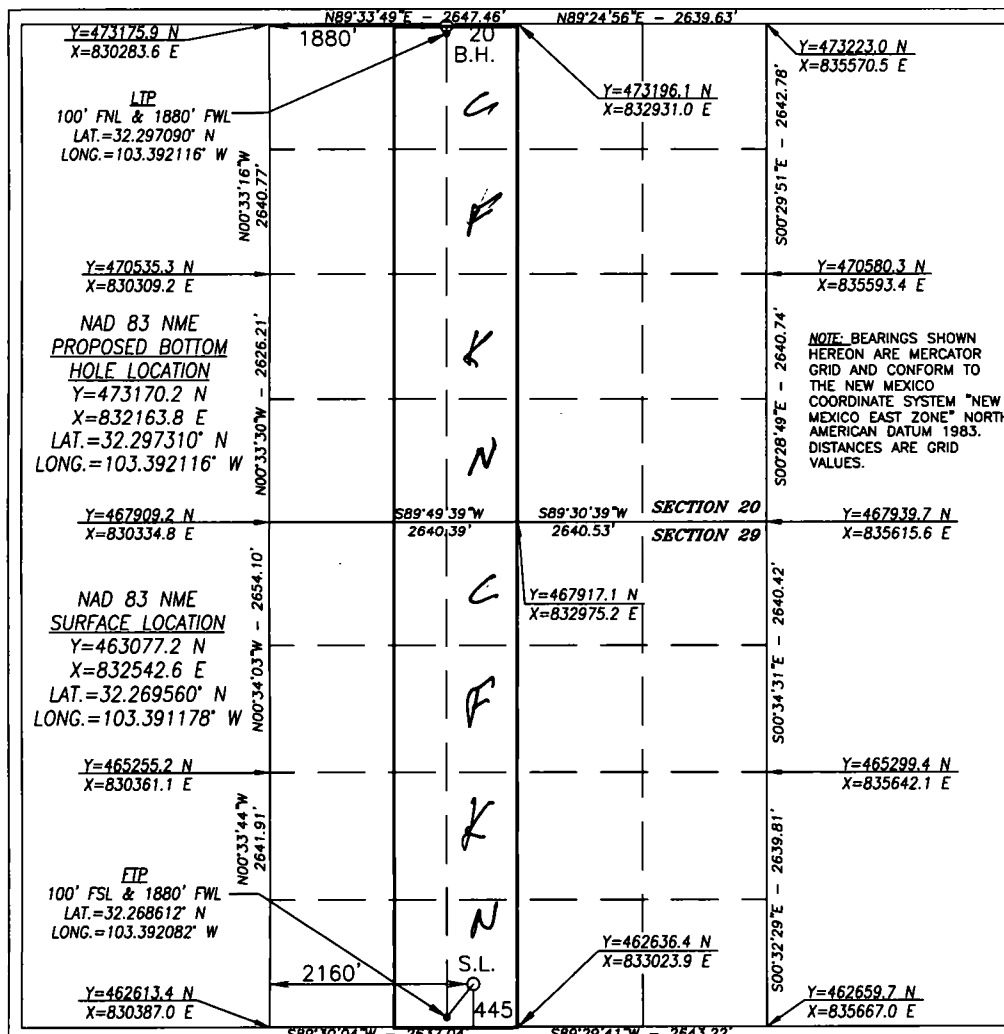 N89°33'49"E - 2647.46' N89°24'56"E - 2639.63'
Y=473175.9 N
X=830283.6 E
1880'
20
B.H.
Y=473223.0 N
X=835570.5 E
Y=473196.1 N
X=832931.0 E
LTP
100' FNL & 1880' FWL
LAT.=32.297090° N
LONG.=103.392116° W
C
N00°33'16"W
2640.77'
S00°29'51"E - 2642.78'
F
Y=470535.3 N
X=830309.2 E
Y=470580.3 N
X=835593.4 E
NAD 83 NME
PROPOSED BOTTOM
HOLE LOCATION
Y=473170.2 N
X=832163.8 E
LAT.=32.297310° N
LONG.=103.392116° W
N00°33'30"W - 2626.21'
K
N
S00°28'49"E - 2640.74'
NOTE: BEARINGS SHOWN
HEREON ARE MERCATOR
GRID AND CONFORM TO
THE NEW MEXICO
COORDINATE SYSTEM "NEW
MEXICO EAST ZONE" NORTH
AMERICAN DATUM 1983.
DISTANCES ARE GRID
VALUES.
Y=467909.2 N
X=830334.8 E
S89°49'39"W
2640.39'
S89°30'39"W
2640.53'
SECTION 20
SECTION 29
Y=467939.7 N
X=835615.6 E
Y=467917.1 N
X=832975.2 E
NAD 83 NME
SURFACE LOCATION
Y=463077.2 N
X=832542.6 E
LAT.=32.269560° N
LONG.=103.391178° W
N00°34'03"W - 2654.10'
C
F
S00°34'31"E - 2640.42'
Y=465255.2 N
X=830361.1 E
Y=465299.4 N
X=835642.1 E
N00°33'44"W
2641.91'
K
N
S00°32'29"E - 2639.81'
FTP
100' FSL & 1880' FWL
LAT.=32.268612° N
LONG.=103.392082° W
2160'
S.L.
445
Y=462636.4 N
X=833023.9 E
Y=462613.4 N
X=830387.0 E
Y=462659.7 N
X=835667.0 E
S89°30'04"W - 2637.04' S89°29'41"W - 2643.22'